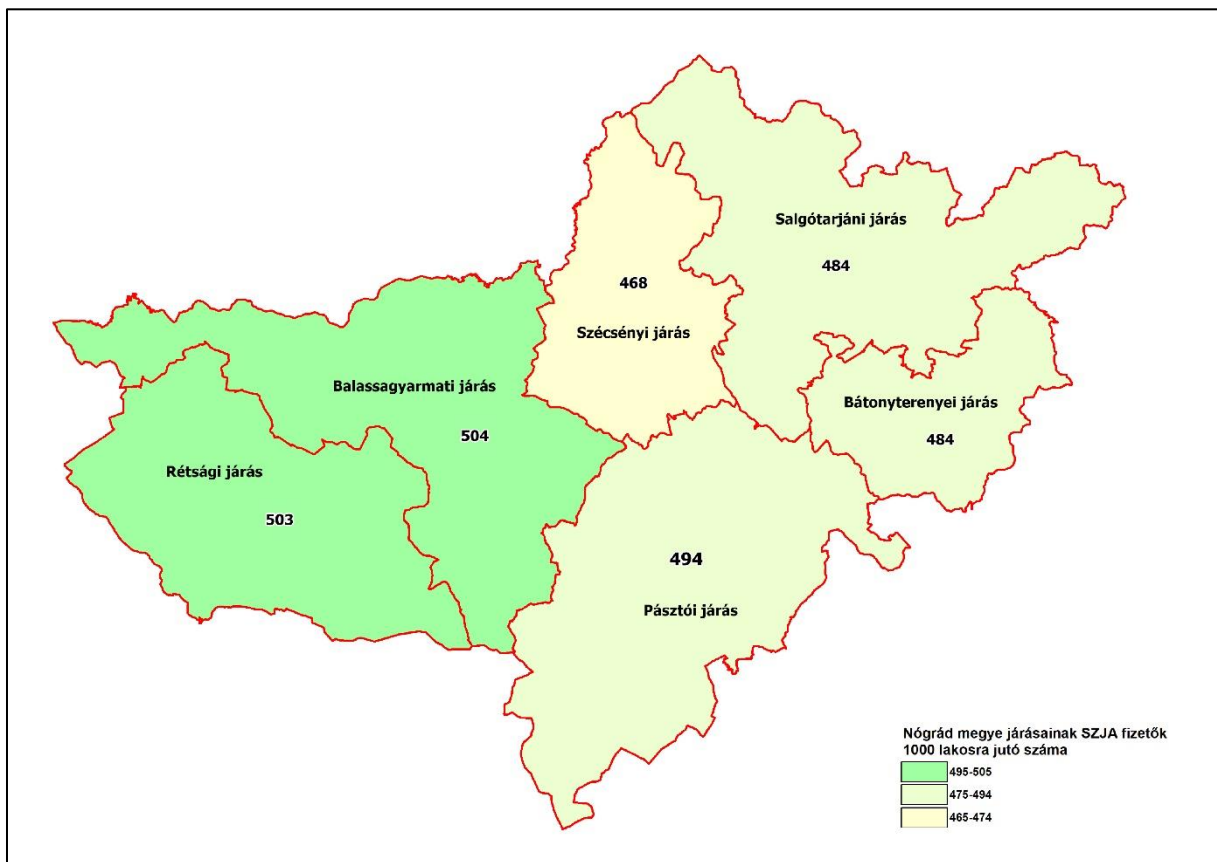 Salgótarjáni járás
484
468
Szécsényi járás
Balassagyarmati járás
504
Bátonyterenyei járás
484
Rétsági járás
503
494
Pásztói járás
Nógrád megye járásainak SZJA fizetők
1000 lakosra jutó száma
495-505
475-494
465-474